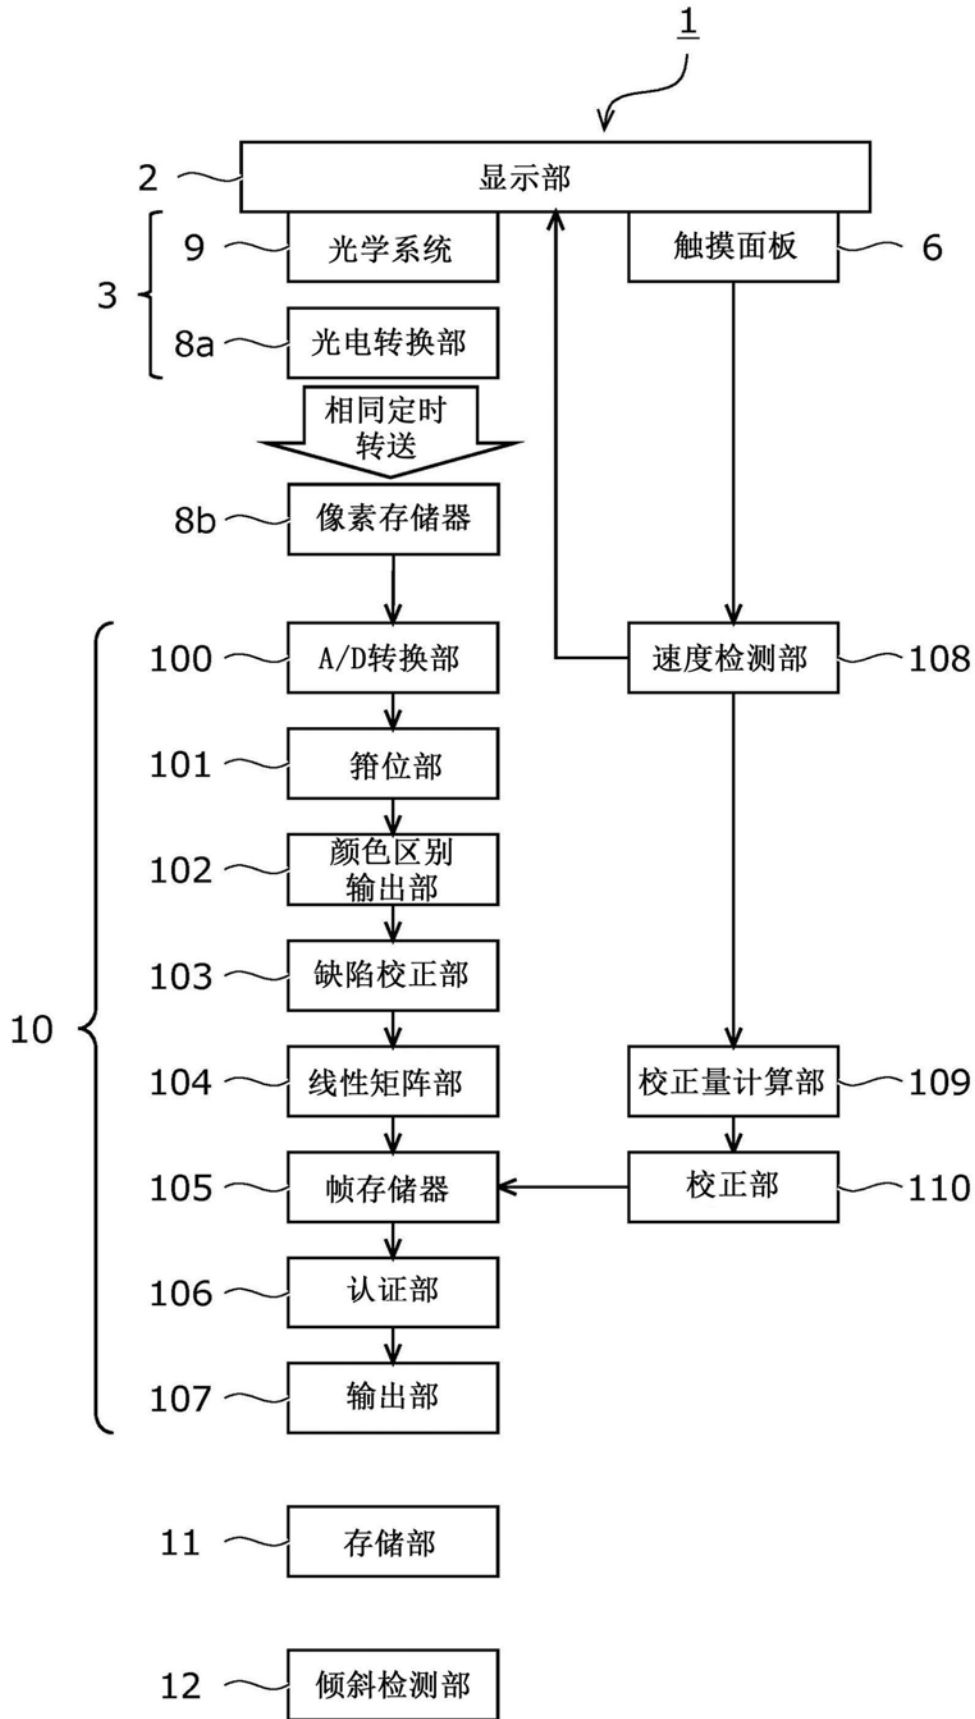 1
2
显示部
9
光学系统
触摸面板
6
3
8a
光电转换部
相同定时
转送
8b
像素存储器
100
A/D转换部
速度检测部
108
101
箝位部
102
颜色区别
输出部
103
缺陷校正部
10
104
线性矩阵部
校正量计算部
109
105
帧存储器
校正部
110
106
认证部
107
输出部
11
存储部
12
倾斜检测部